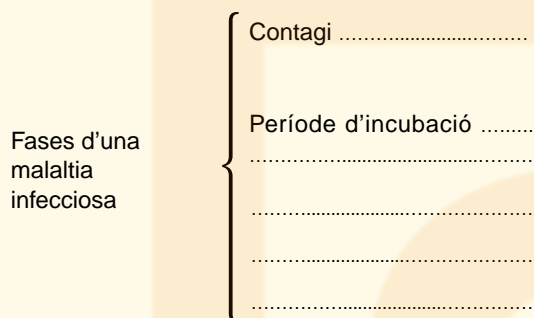 Contagi ...........................
Període d'incubació .........
..........................................
Fases d'una
malaltia
infecciosa
..........................................
..........................................
..........................................